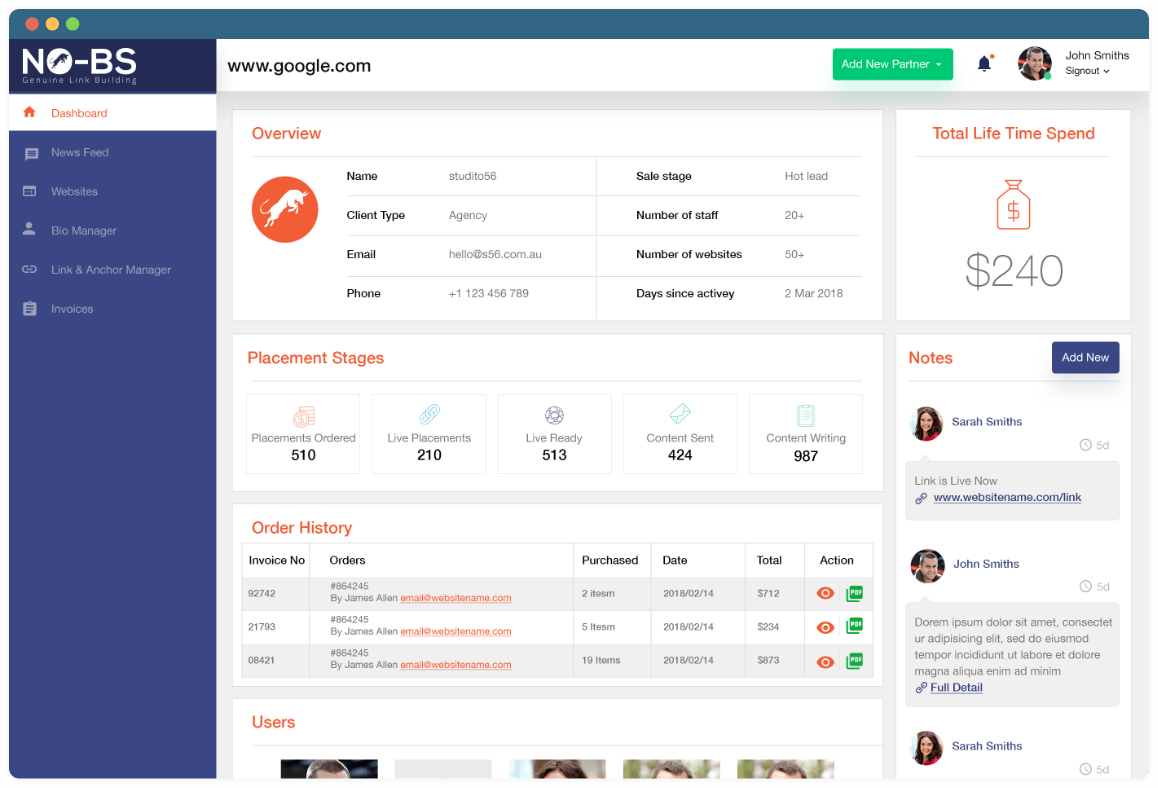 NO-BS
Genuine Link Building
www.google.com
Add New Partner
John Smiths
Signout
Dashboard
News Feed
Websites
Bio Manager
Link & Anchor Manager
Invoices
Overview
Name studito56 Sale stage Hot lead
Client Type Agency Number of staff 20+
Email hello@s56.com.au Number of websites 50+
Phone +1 123 456 789 Days since activey 2 Mar 2018
Total Life Time Spend
$
$240
Placement Stages
Placements Ordered
510
Live Placements
210
Live Ready
513
Content Sent
424
Content Writing
987
Order History
Invoice No Orders Purchased Date Total Action
92742 #864245 2 itesm 2018/02/14 $712 PDF
By James Allen email@websitename.com
21793 #864245 5 Itesm 2018/02/14 $234 PDF
By James Allen email@websitename.com
08421 #864245 19 Items 2018/02/14 $873 PDF
By James Allen email@websitename.com
Users
Notes
Add New
Sarah Smiths
5d
Link is Live Now
www.websitename.com/link
John Smiths
5d
Dorem ipsum dolor sit amet, consectet
ur adipisicing elit, sed do eiusmod
tempor incididunt ut labore et dolore
magna aliqua enim ad minim
Full Detail
Sarah Smiths
5d